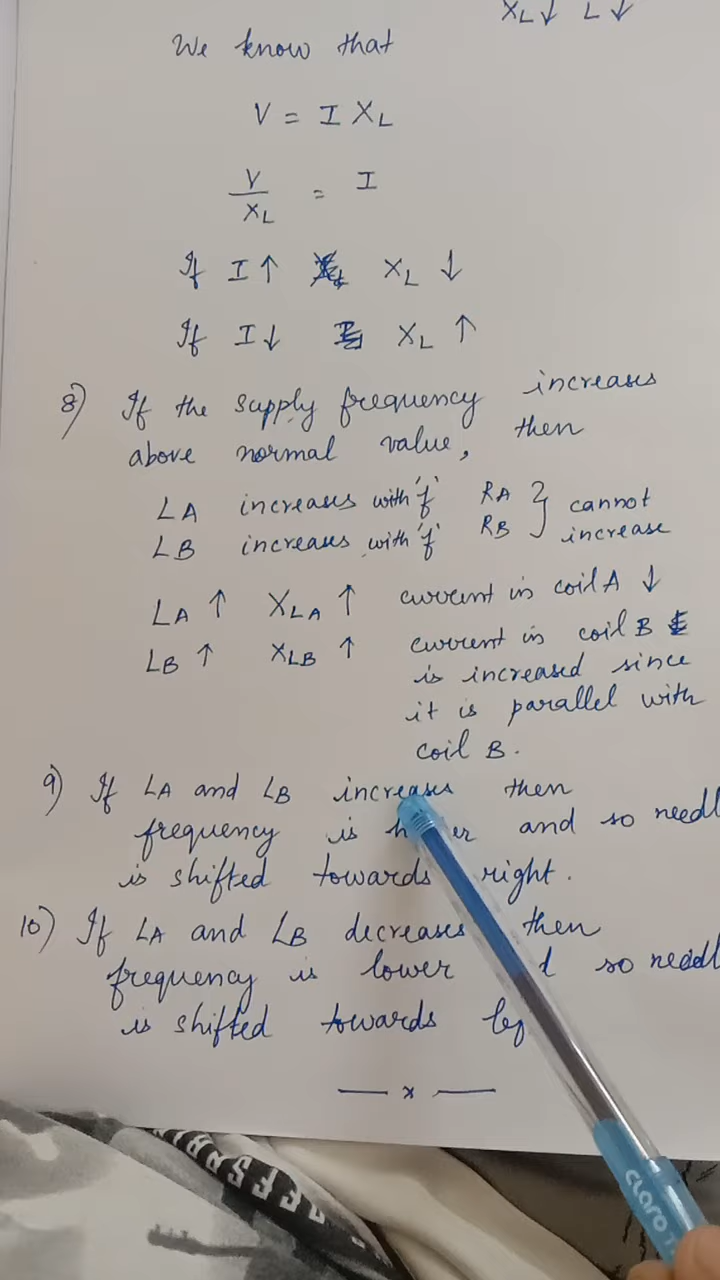 XL↓ L↓
We know that
V = I XL
V/XL = I
If I↑ XL ↓
If I↓ XL ↑
8) If the supply frequency increases
above normal value, then
LA increases with 'f' RA } cannot
LB increases with 'f' RB } increase
LA ↑ XLA ↑ current in coil A ↓
LB ↑ XLB ↑ current in coil B
is increased since
it is parallel with
coil B.
9) If LA and LB increases then
frequency is and so needl
is shifted towards right.
10) If LA and LB decreases then
frequency is lower so needl
is shifted towards
— x —
CLARO